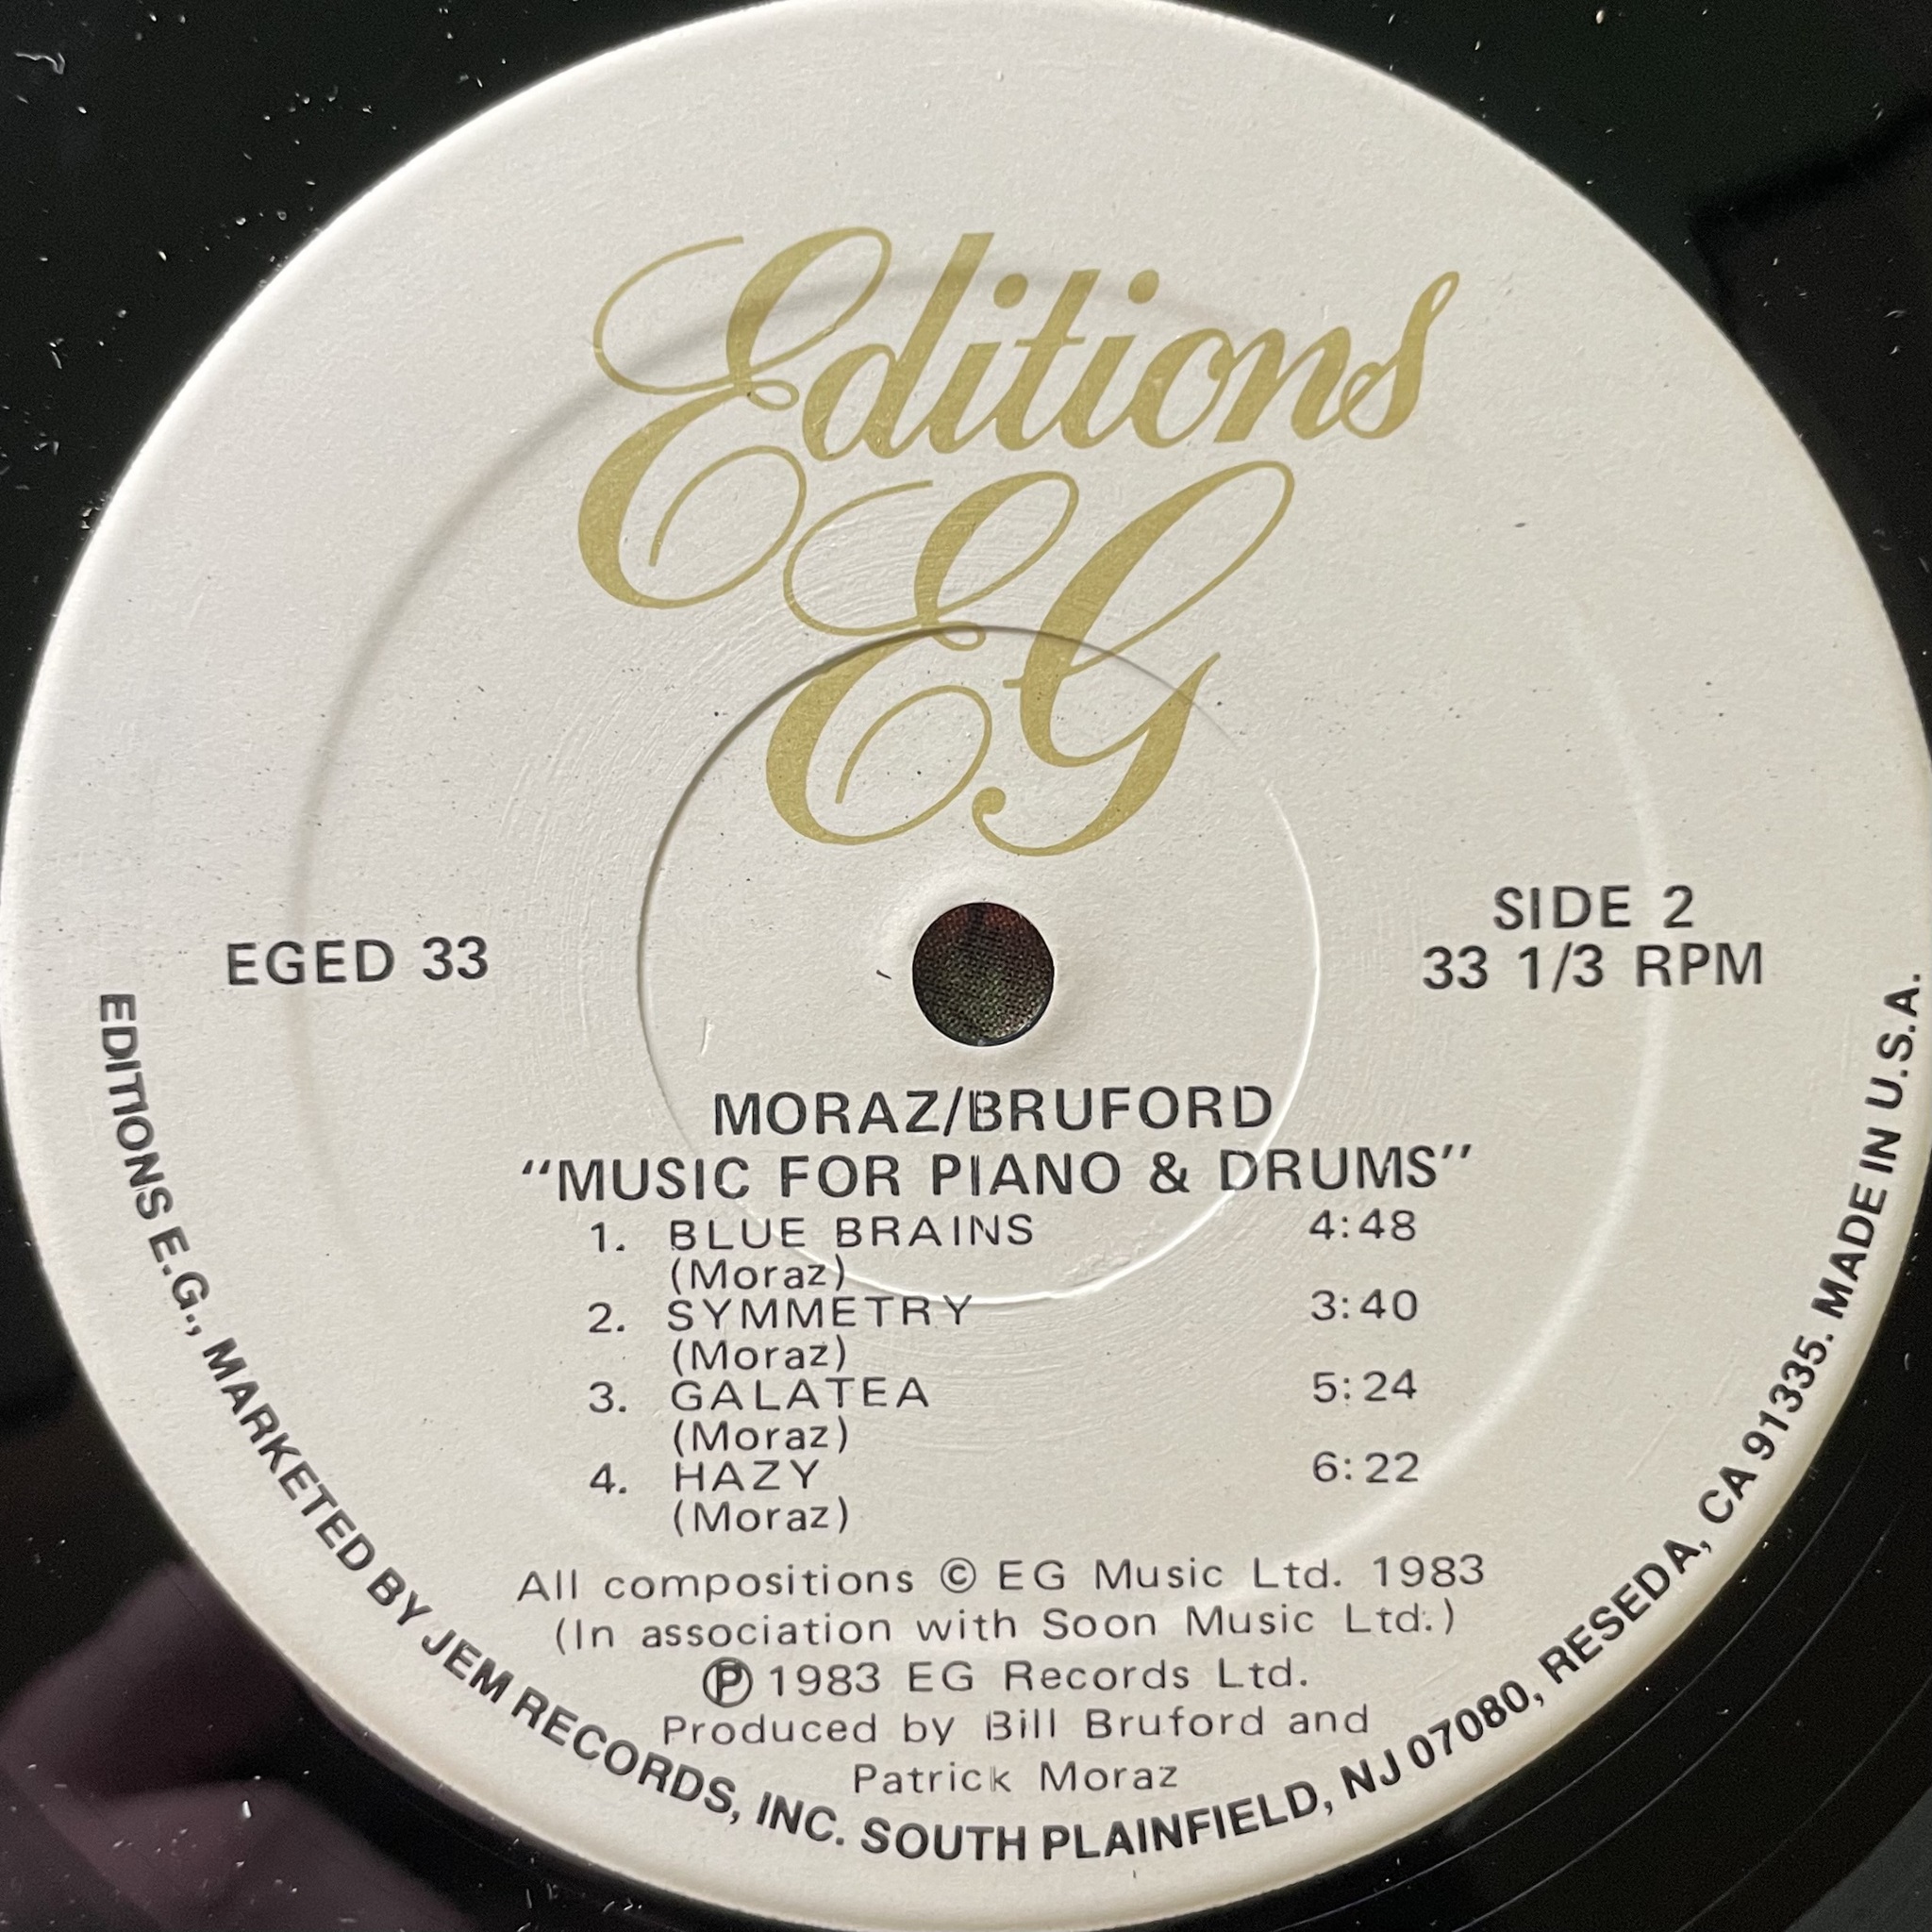 Editions
EG
EGED 33
SIDE 2
33 1/3 RPM
MORAZ/BRUFORD
"MUSIC FOR PIANO & DRUMS"
1. BLUE BRAINS 4:48
(Moraz)
2. SYMMETRY 3:40
(Moraz)
3. GALATEA 5:24
(Moraz)
4. HAZY 6:22
(Moraz)
All compositions © EG Music Ltd. 1983
(In association with Soon Music Ltd.)
℗ 1983 EG Records Ltd.
Produced by Bill Bruford and
Patrick Moraz
EDITIONS E.G., MARKETED BY JEM RECORDS, INC. SOUTH PLAINFIELD, NJ 07080, RESEDA, CA 91335. MADE IN U.S.A.